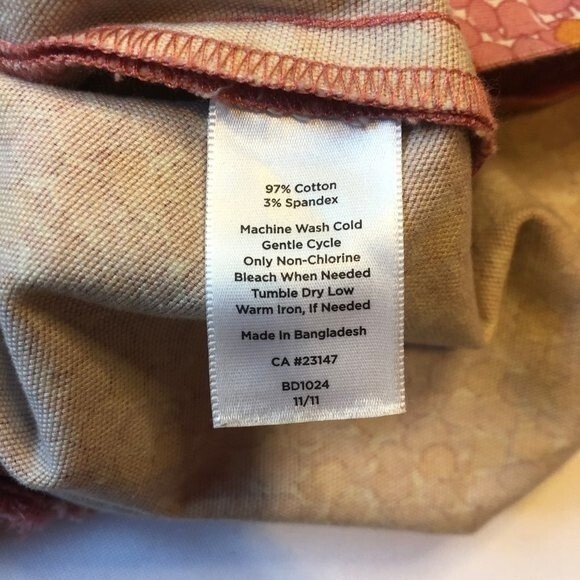 97% Cotton
3% Spandex
Machine Wash Cold
Gentle Cycle
Only Non-Chlorine
Bleach When Needed
Tumble Dry Low
Warm Iron, If Needed
Made In Bangladesh
CA #23147
BD1024
11/11